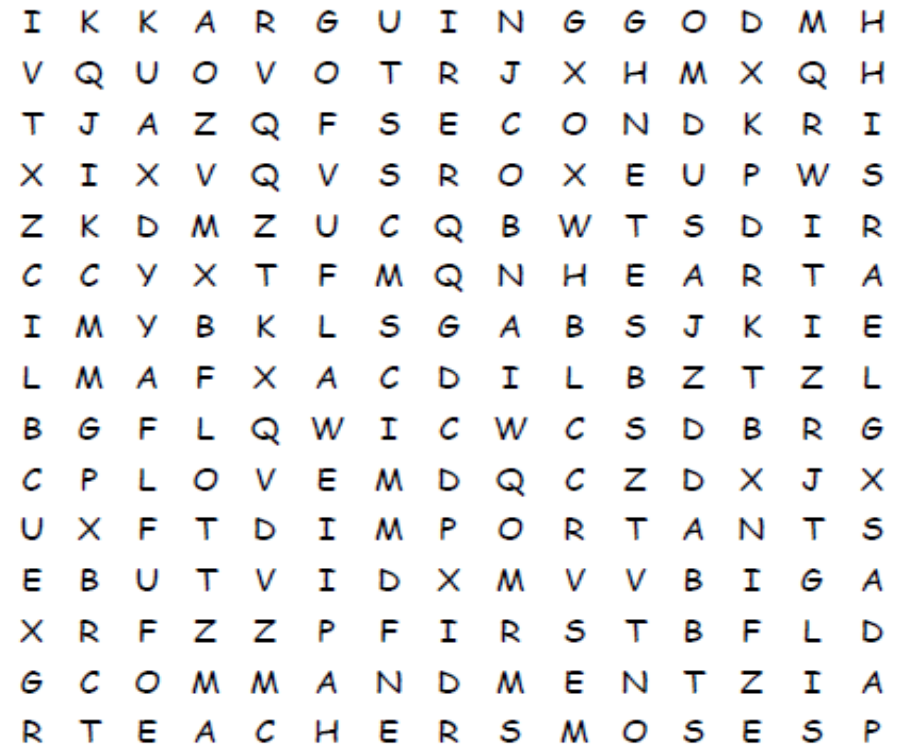 I K K A R G U I N G G O D M H
V Q U O V O T R J X H M X Q H
T J A Z Q F S E C O N D K R I
X I X V Q V S R O X E U P W S
Z K D M Z U C Q B W T S D I R
C C Y X T F M Q N H E A R T A
I M Y B K L S G A B S J K I E
L M A F X A C D I L B Z T Z L
B G F L Q W I C W C S D B R G
C P L O V E M D Q C Z D X J X
U X F T D I M P O R T A N T S
E B U T V I D X M V V B I G A
X R F Z Z P F I R S T B F L D
G C O M M A N D M E N T Z I A
R T E A C H E R S M O S E S P